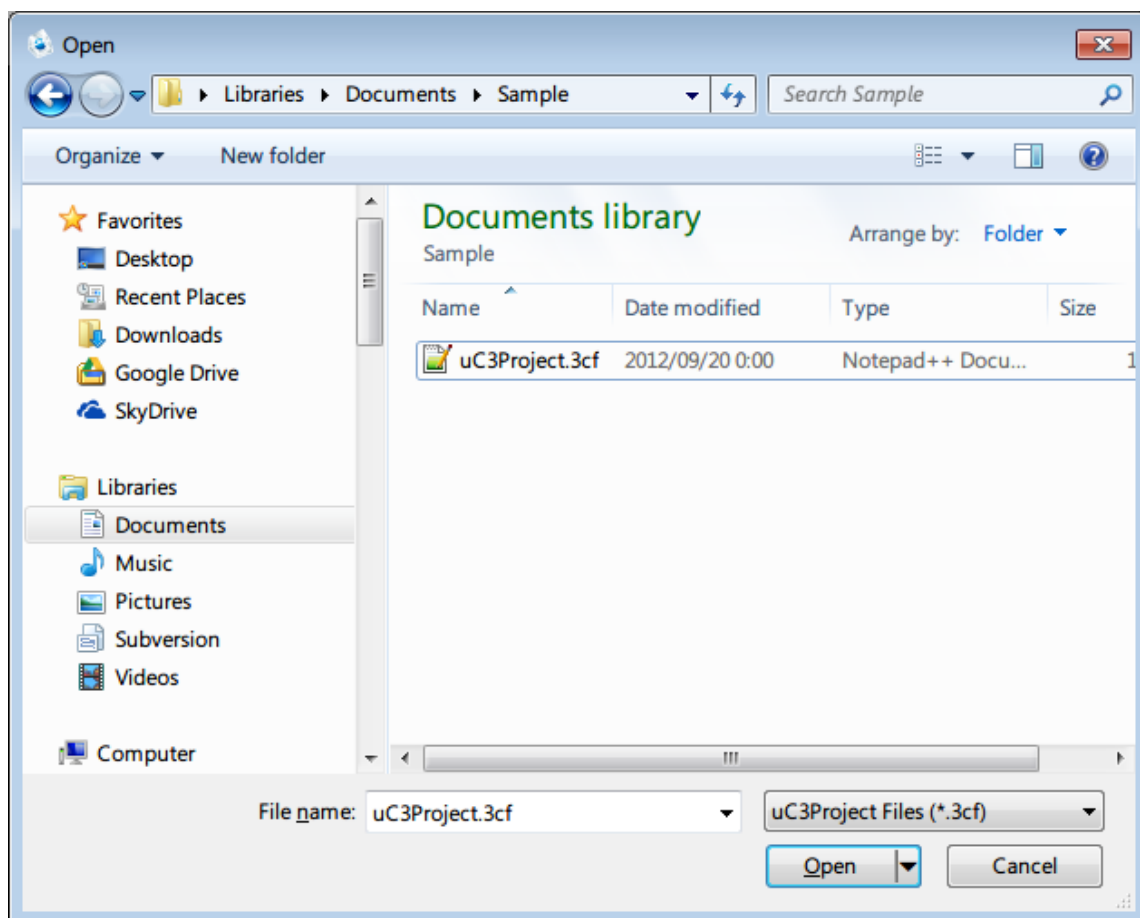 Open
Libraries Documents Sample
Search Sample
Organize New folder
Favorites
Desktop
Recent Places
Downloads
Google Drive
SkyDrive
Libraries
Documents
Music
Pictures
Subversion
Videos
Computer
Documents library
Sample
Arrange by: Folder
Name Date modified Type Size
uC3Project.3cf 2012/09/20 0:00 Notepad++ Docu... 1
File name: uC3Project.3cf uC3Project Files (*.3cf)
Open Cancel